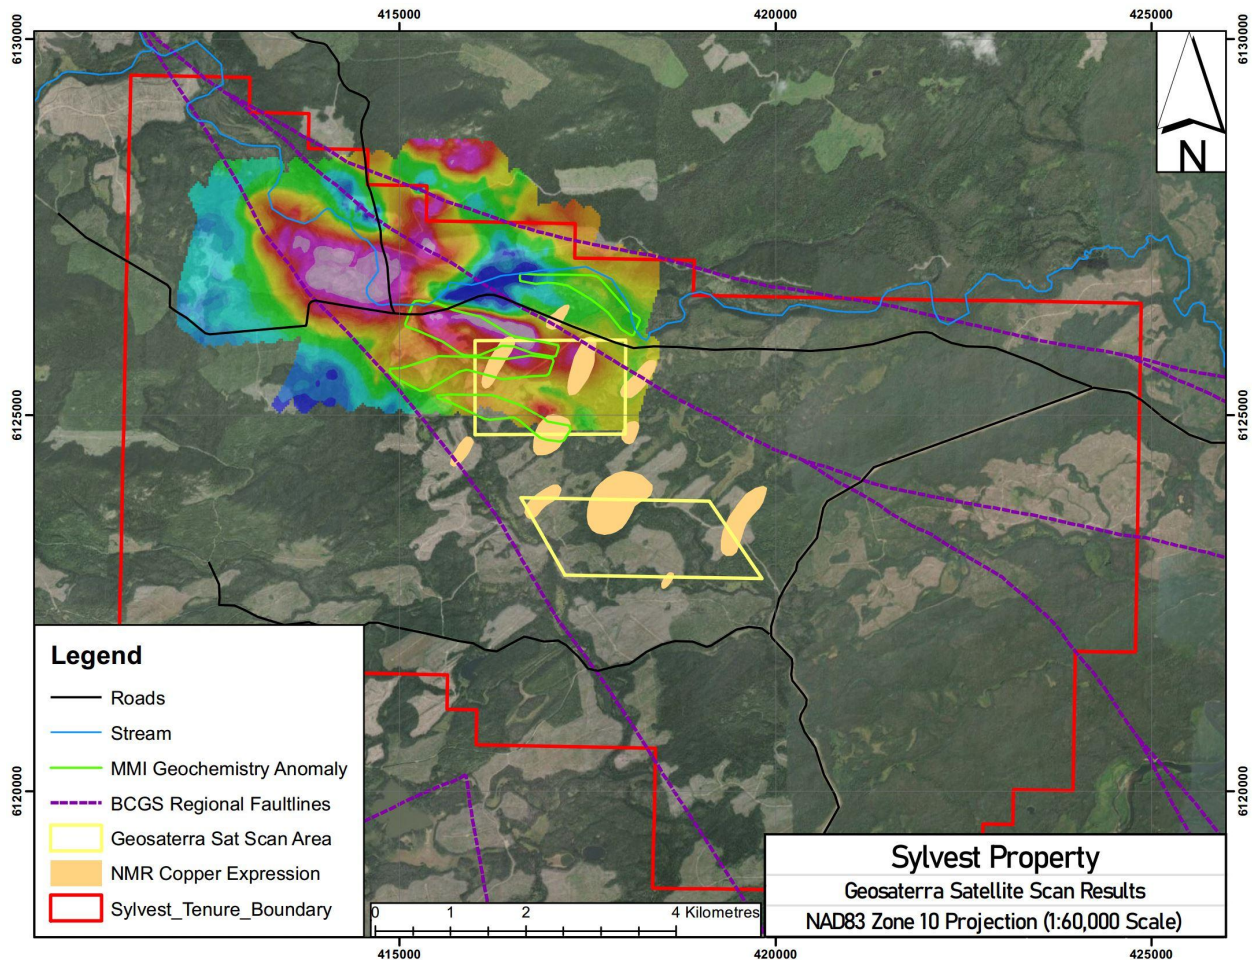 415000
420000
425000
6130000
6130000
N
6125000
6125000
Legend
Roads
Stream
MMI Geochemistry Anomaly
BCGS Regional Faultlines
Geosaterra Sat Scan Area
NMR Copper Expression
Sylvest_Tenure_Boundary
6120000
6120000
0 1 2 4 Kilometres
Sylvest Property
Geosaterra Satellite Scan Results
NAD83 Zone 10 Projection (1:60,000 Scale)
415000
420000
425000